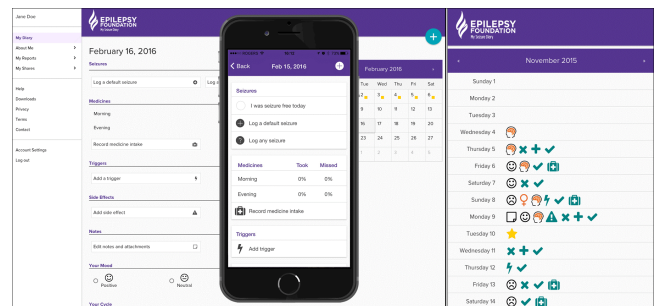 Jane Doe
My Diary
About Me
My Reports
My Shares
Help
Downloads
Privacy
Terms
Contact
Account Settings
Log out
EPILEPSY
FOUNDATION
My Seizure Diary
February 16, 2016
Seizures
Log a default seizure
Log a
Medicines
Morning
Evening
Record medicine intake
Triggers
Add a trigger
Side Effects
Add side effect
Notes
Edit notes and attachments
Your Mood
Positive
Neutral
Your Cycle
Back
Feb 15, 2016
Seizures
I was seizure free today
Log a default seizure
Log any seizure
Medicines Took Missed
Morning 0% 0%
Evening 0% 0%
Record medicine intake
Triggers
Add trigger
February 2016
Tue Wed Thu Fri Sat
2 3 4 5 6
9 10 11 12 13
16 17 18 19 20
23 24 25 26 27
1 2 3 4 5
EPILEPSY
FOUNDATION
My Seizure Diary
November 2015
Sunday 1
Monday 2
Tuesday 3
Wednesday 4
Thursday 5
Friday 6
Saturday 7
Sunday 8
Monday 9
Tuesday 10
Wednesday 11
Thursday 12
Friday 13
Saturday 14